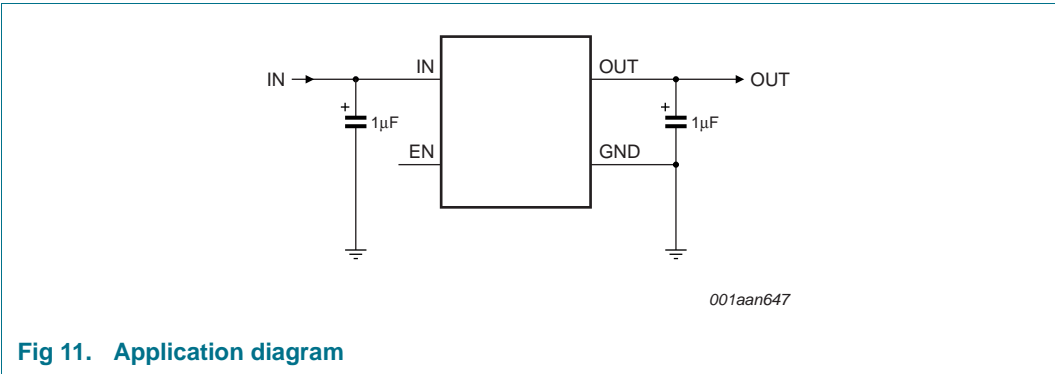 IN IN OUT OUT
+ 1μF + 1μF
EN GND
001aan647
Fig 11. Application diagram